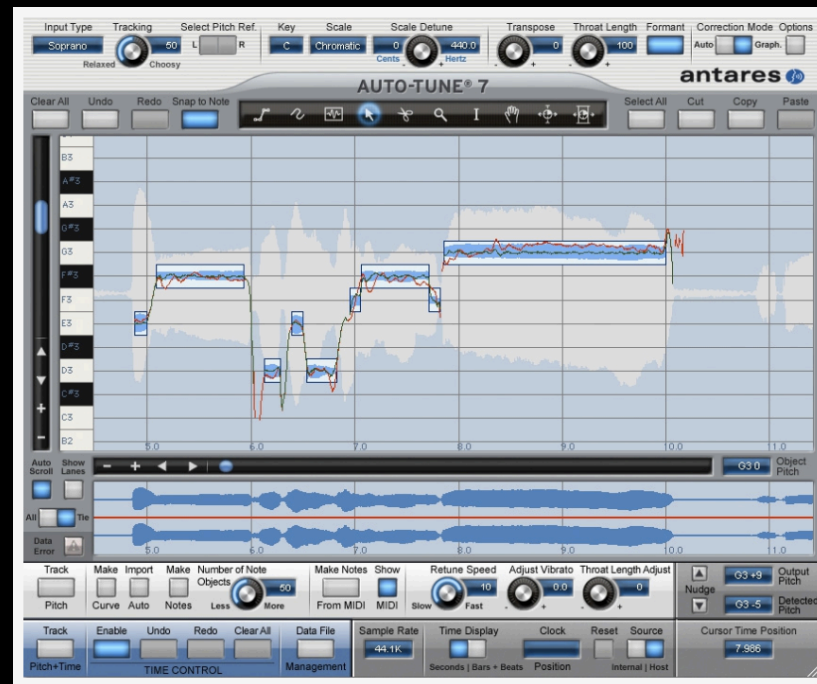 Input Type Tracking Select Pitch Ref. Key Scale Scale Detune Transpose Throat Length Formant Correction Mode Options
Soprano 50 L R C Chromatic 0 440.0 0 100 Auto Graph.
Relaxed Choosy Cents Hertz
AUTO-TUNE® 7 antares
Clear All Undo Redo Snap to Note Select All Cut Copy Paste
B3
A#3
A3
G#3
G3
F#3
F3
E3
D#3
D3
C#3
C3
B2
5.0 6.0 7.0 8.0 9.0 10.0 11.0
Auto Scroll Show Lanes G3 0 Object Pitch
All Tie
Data Error
5.0 6.0 7.0 8.0 9.0 10.0 11.0
Track Make Import Make Number of Note Objects Make Notes Show Retune Speed Adjust Vibrato Throat Length Adjust
50 10 0.0 0
Pitch Curve Auto Notes Less More From MIDI MIDI Slow Fast
Nudge G3 +9 Output Pitch
G3 -5 Detected Pitch
Track Enable Undo Redo Clear All Data File Sample Rate Time Display Clock Reset Source Cursor Time Position
44.1K 7.986
Pitch+Time TIME CONTROL Management Seconds | Bars + Beats Position Internal | Host